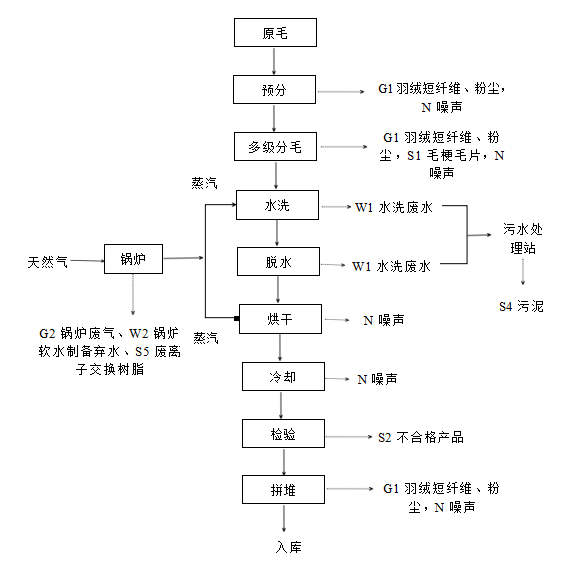 原毛
预分
G1 羽绒短纤维、粉尘，
N 噪声
多级分毛
G1 羽绒短纤维、粉
尘，S1 毛梗毛片，N
噪声
蒸汽
水洗
W1 水洗废水
污水处
理站
天然气
锅炉
脱水
W1 水洗废水
S4 污泥
烘干
N 噪声
蒸汽
G2 锅炉废气、W2 锅炉
软水制备弃水、S5 废离
子交换树脂
冷却
N 噪声
检验
S2 不合格产品
拼堆
G1 羽绒短纤维、粉
尘，N 噪声
入库